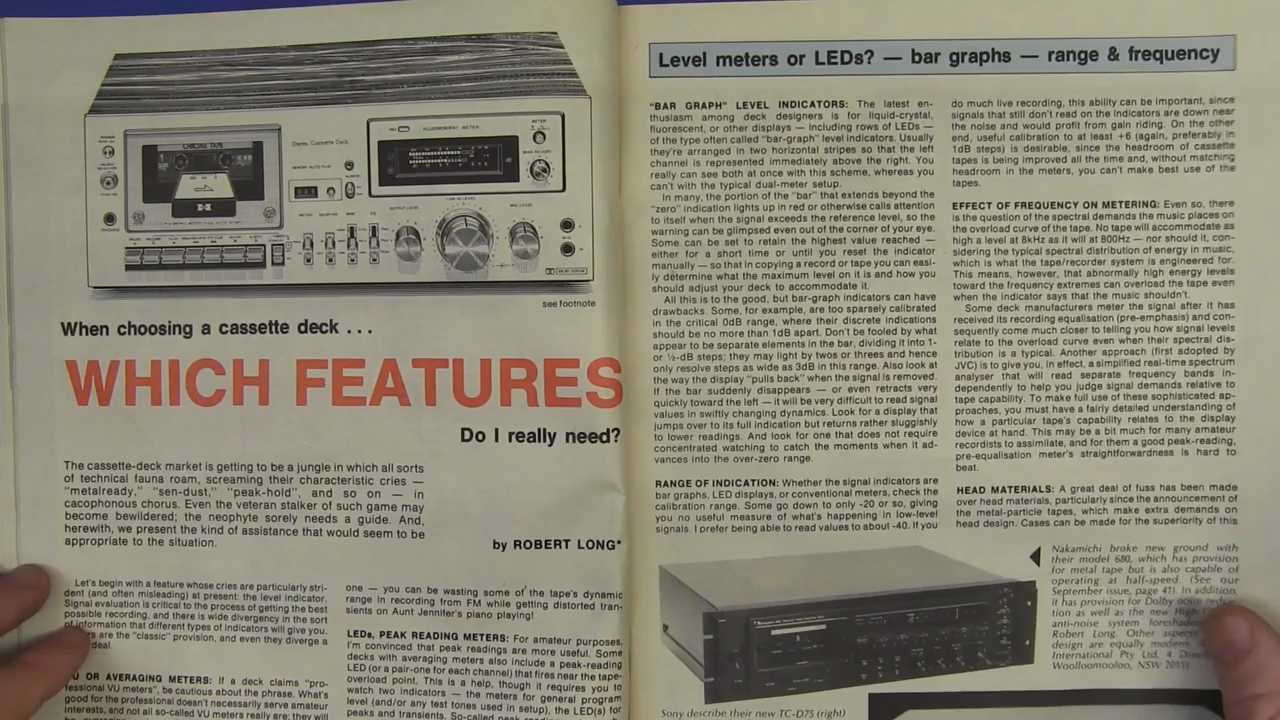 CHROME TAPE
FLUORESCENT METER
Stereo Cassette Deck
see footnote
When choosing a cassette deck . . .
WHICH FEATURES
Do I really need?
The cassette-deck market is getting to be a jungle in which all sorts
of technical fauna roam, screaming their characteristic cries —
“metalready,” “sen-dust,” “peak-hold”, and so on — in
cacophonous chorus. Even the veteran stalker of such game may
become bewildered; the neophyte sorely needs a guide. And,
herewith, we present the kind of assistance that would seem to be
appropriate to the situation.
by ROBERT LONG*
Let's begin with a feature whose cries are particularly stri-
dent (and often misleading) at present: the level indicator.
Signal evaluation is critical to the process of getting the best
possible recording, and there is wide divergency in the sort
of information that different types of indicators will give you.
are the “classic” provision, and even they diverge a
deal.
OR AVERAGING METERS: If a deck claims “pro-
fessional VU meters”, be cautious about the phrase. What's
good for the professional doesn't necessarily serve amateur
interests, and not all so-called VU meters really are; they will
one — you can be wasting some of the tape's dynamic
range in recording from FM while getting distorted tran-
sients on Aunt Jennifer's piano playing!
LEDs, PEAK READING METERS: For amateur purposes,
I'm convinced that peak readings are more useful. Some
decks with averaging meters also include a peak-reading
LED (or a pair-one for each channel) that fires near the tape-
overload point. This is a help, though it requires you to
watch two indicators — the meters for general program
level (and/or any test tones used in setup), the LED(s) for
peaks and transients. So-called
Level meters or LEDs? — bar graphs — range & frequency
“BAR GRAPH” LEVEL INDICATORS: The latest en-
thusiasm among deck designers is for liquid-crystal,
fluorescent, or other displays — including rows of LEDs —
of the type often called “bar-graph” level indicators. Usually
they're arranged in two horizontal stripes so that the left
channel is represented immediately above the right. You
really can see both at once with this scheme, whereas you
can't with the typical dual-meter setup.
In many, the portion of the “bar” that extends beyond the
“zero” indication lights up in red or otherwise calls attention
to itself when the signal exceeds the reference level, so the
warning can be glimpsed even out of the corner of your eye.
Some can be set to retain the highest value reached —
either for a short time or until you reset the indicator
manually — so that in copying a record or tape you can easi-
ly determine what the maximum level on it is and how you
should adjust your deck to accommodate it.
All this is to the good, but bar-graph indicators can have
drawbacks. Some, for example, are too sparsely calibrated
in the critical 0dB range, where their discrete indications
should be no more than 1dB apart. Don't be fooled by what
appear to be separate elements in the bar, dividing it into 1-
or ½-dB steps; they may light by twos or threes and hence
only resolve steps as wide as 3dB in this range. Also look at
the way the display “pulls back” when the signal is removed.
If the bar suddenly disappears — or even retracts very
quickly toward the left — it will be very difficult to read signal
values in swiftly changing dynamics. Look for a display that
jumps over to its full indication but returns rather sluggishly
to lower readings. And look for one that does not require
concentrated watching to catch the moments when it ad-
vances into the over-zero range.
RANGE OF INDICATION: Whether the signal indicators are
bar graphs, LED displays, or conventional meters, check the
calibration range. Some go down to only -20 or so, giving
you no useful measure of what's happening in low-level
signals. I prefer being able to read values to about -40. If you
do much live recording, this ability can be important, since
signals that still don't read on the indicators are down near
the noise and would profit from gain riding. On the other
end, useful calibration to at least +6 (again, preferably in
1dB steps) is desirable, since the headroom of cassette
tapes is being improved all the time and, without matching
headroom in the meters, you can't make best use of the
tapes.
EFFECT OF FREQUENCY ON METERING: Even so, there
is the question of the spectral demands the music places on
the overload curve of the tape. No tape will accommodate as
high a level at 8kHz as it will at 800Hz — nor should it, con-
sidering the typical spectral distribution of energy in music,
which is what the tape/recorder system is engineered for.
This means, however, that abnormally high energy levels
toward the frequency extremes can overload the tape even
when the indicator says that the music shouldn't.
Some deck manufacturers meter the signal after it has
received its recording equalisation (pre-emphasis) and con-
sequently come much closer to telling you how signal levels
relate to the overload curve even when their spectral dis-
tribution is a typical. Another approach (first adopted by
JVC) is to give you, in effect, a simplified real-time spectrum
analyser that will read separate frequency bands in-
dependently to help you judge signal demands relative to
tape capability. To make full use of these sophisticated ap-
proaches, you must have a fairly detailed understanding of
how a particular tape's capability relates to the display
device at hand. This may be a bit much for many amateur
recordists to assimilate, and for them a good peak-reading,
pre-equalisation meter's straightforwardness is hard to
beat.
HEAD MATERIALS: A great deal of fuss has been made
over head materials, particularly since the announcement of
the metal-particle tapes, which make extra demands on
head design. Cases can be made for the superiority of this
Nakamichi broke new ground with
their model 680, which has provision
for metal tape but is also capable of
operating at half-speed. (See our
September issue, page 41). In addition,
it has provision for Dolby noise reduc-
tion as well as the new High
anti-noise system
Robert Long. Other aspects
design are equally modern.
International Pty Ltd, 4
Woolloomooloo, NSW 2011)
Sony describe their new TC-D75 (right)